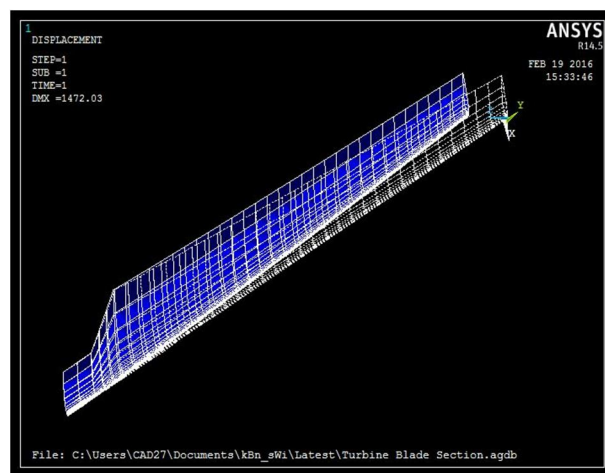 1
DISPLACEMENT
STEP=1
SUB =1
TIME=1
DMX =1472.03
ANSYS
R14.5
FEB 19 2016
15:33:46
Y
X
File: C:\Users\CAD27\Documents\kBn_sWi\Latest\Turbine Blade Section.agdb